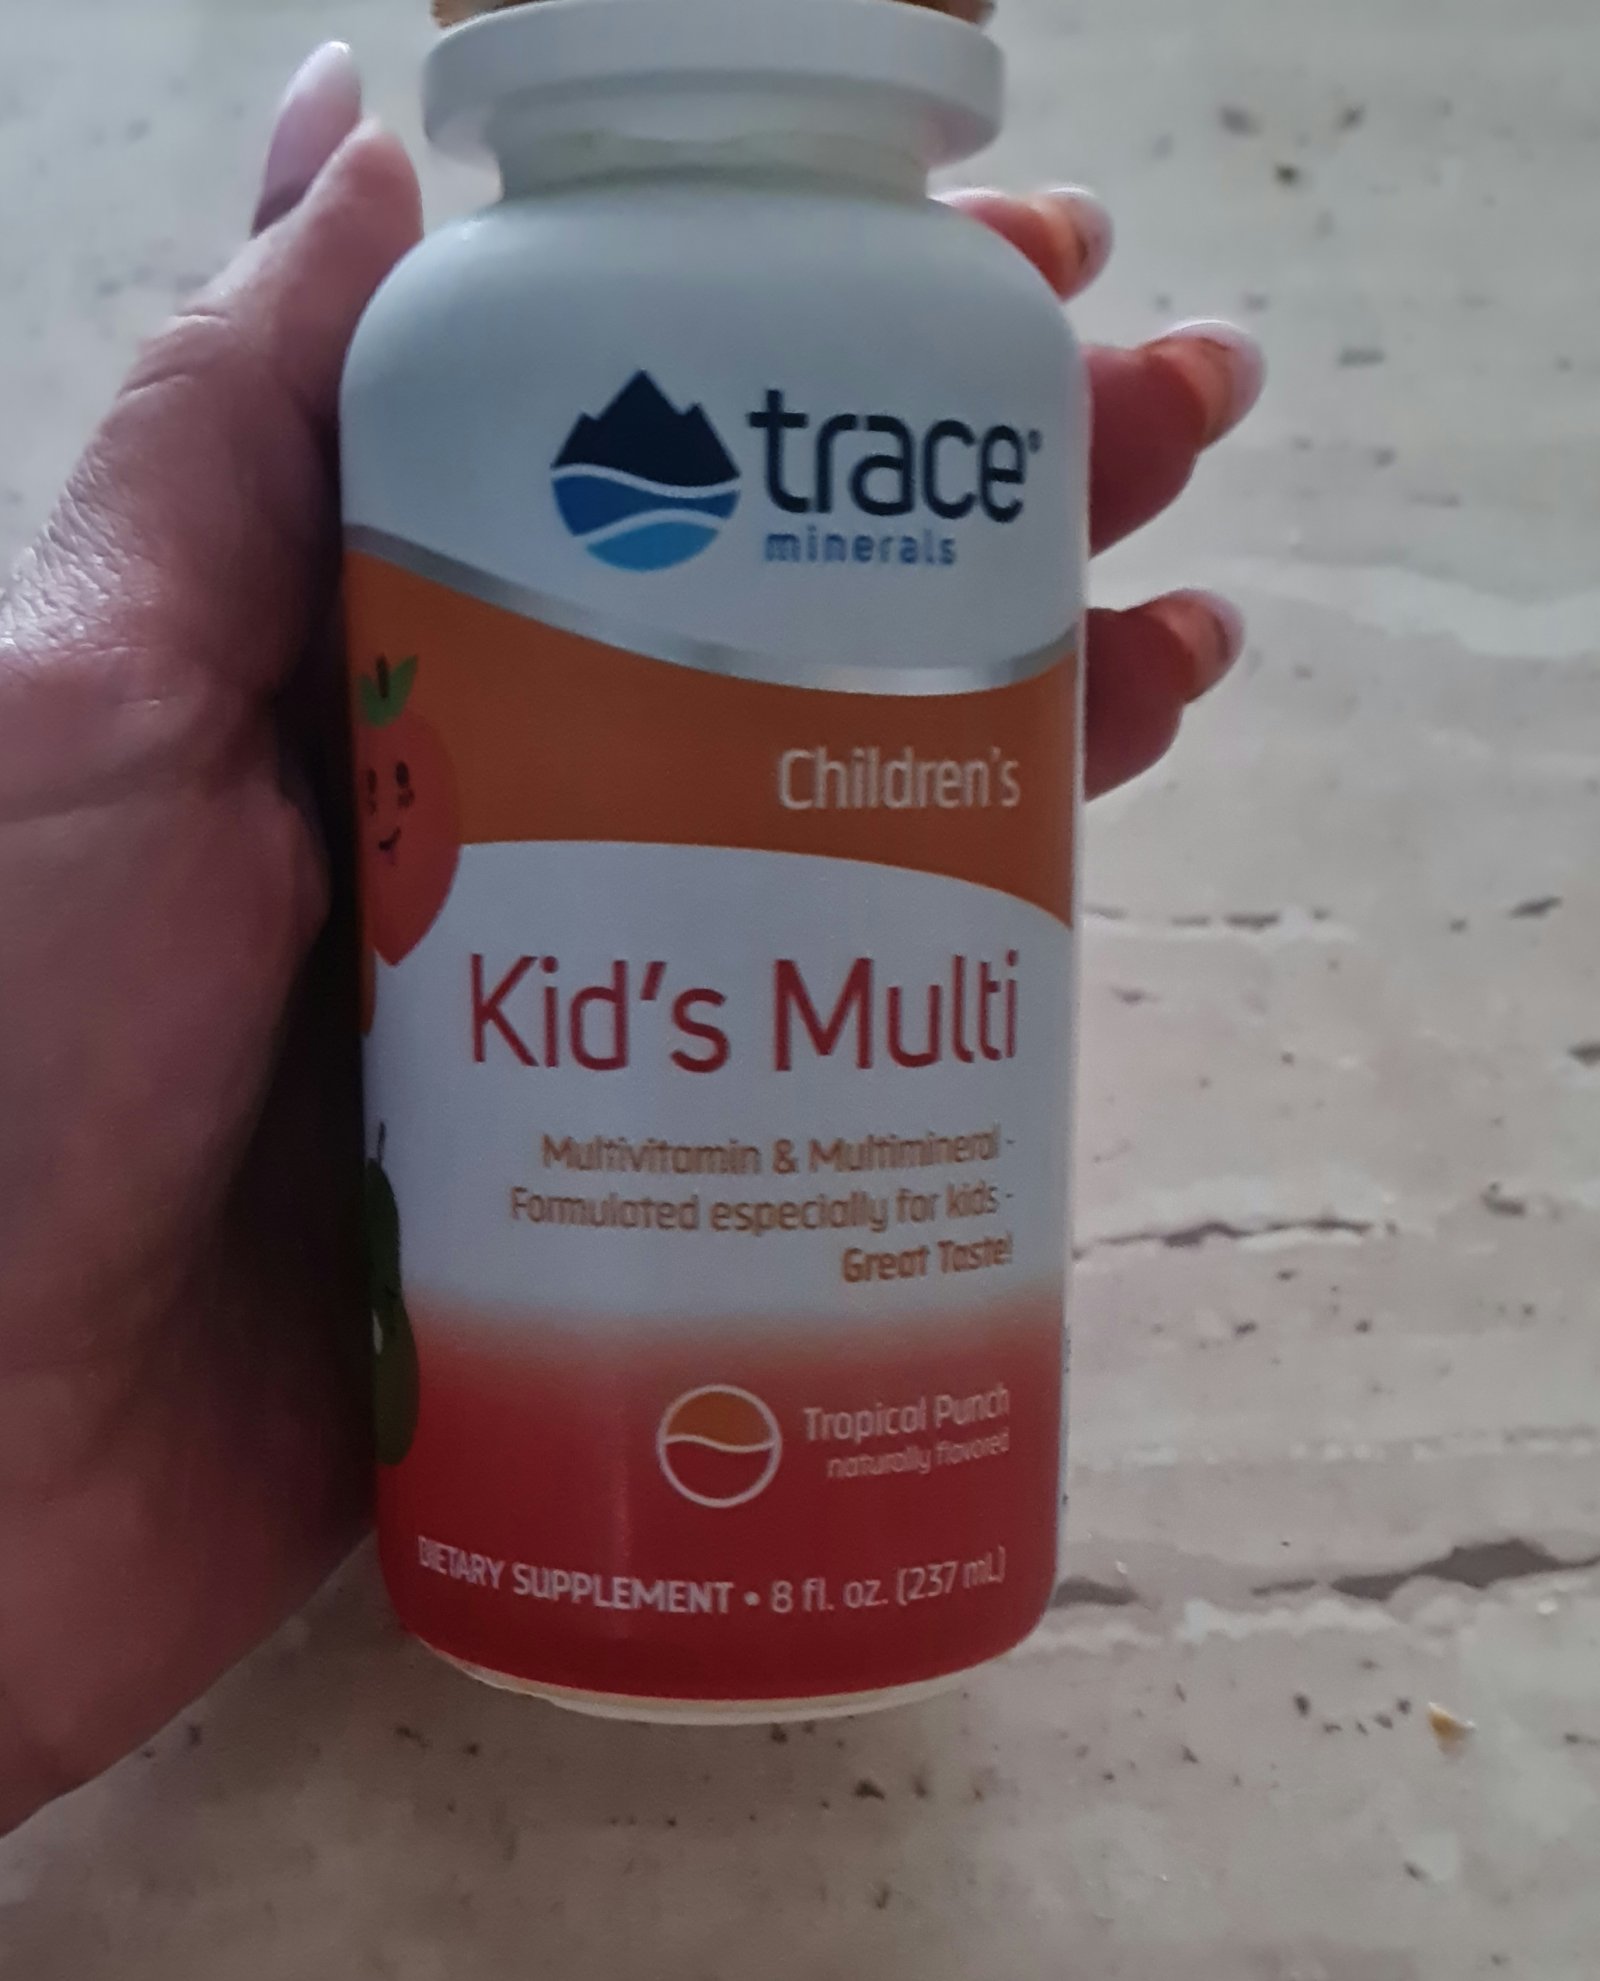 trace®
minerals
Children's
Kid's Multi
Multivitamin & Multimineral -
Formulated especially for kids -
Great Taste!
Tropical Punch
naturally flavored
DIETARY SUPPLEMENT • 8 fl. oz. (237 mL)